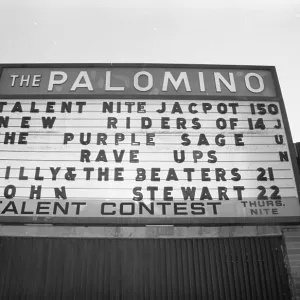 THE PALOMINO
TALENT NITE JACPOT 150
NEW RIDERS OF 14 J
HE PURPLE SAGE U
RAVE UPS N
ILLY & THE BEATERS 21
OHN STEWART 22
TALENT CONTEST THURS. NITE